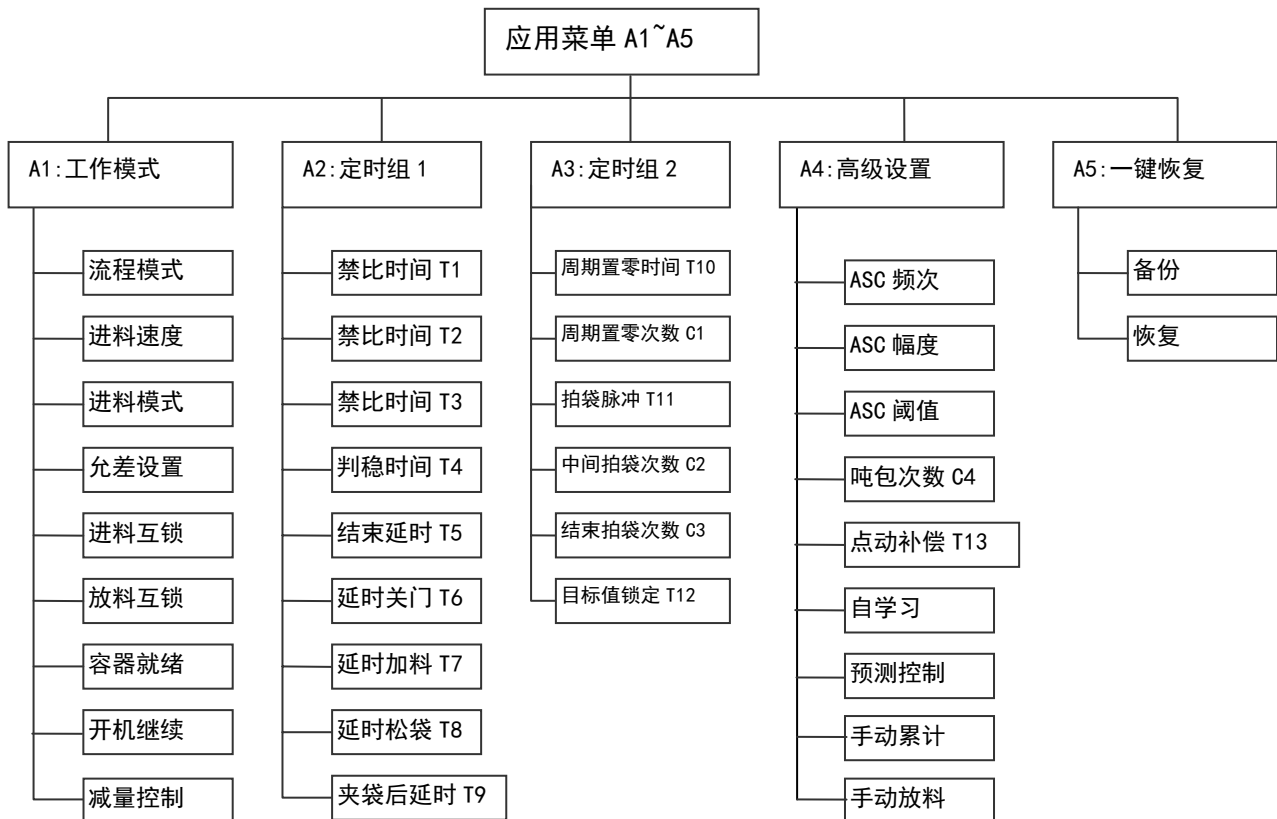 应用菜单 A1~A5
A1:工作模式
流程模式
进料速度
进料模式
允差设置
进料互锁
放料互锁
容器就绪
开机继续
减量控制
A2:定时组 1
禁比时间 T1
禁比时间 T2
禁比时间 T3
判稳时间 T4
结束延时 T5
延时关门 T6
延时加料 T7
延时松袋 T8
夹袋后延时 T9
A3:定时组 2
周期置零时间 T10
周期置零次数 C1
拍袋脉冲 T11
中间拍袋次数 C2
结束拍袋次数 C3
目标值锁定 T12
A4:高级设置
ASC 频次
ASC 幅度
ASC 阈值
吨包次数 C4
点动补偿 T13
自学习
预测控制
手动累计
手动放料
A5:一键恢复
备份
恢复